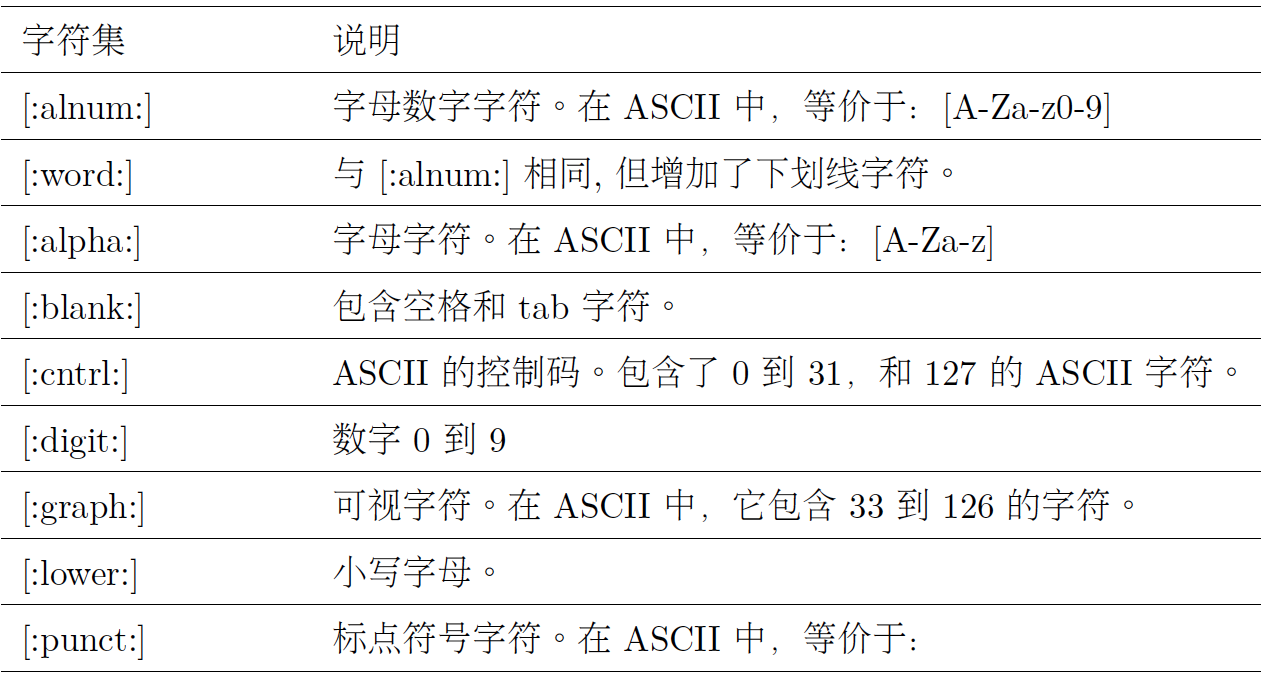 字符集 说明
[:alnum:] 字母数字字符。在 ASCII 中，等价于：[A-Za-z0-9]
[:word:] 与 [:alnum:] 相同, 但增加了下划线字符。
[:alpha:] 字母字符。在 ASCII 中，等价于：[A-Za-z]
[:blank:] 包含空格和 tab 字符。
[:cntrl:] ASCII 的控制码。包含了 0 到 31，和 127 的 ASCII 字符。
[:digit:] 数字 0 到 9
[:graph:] 可视字符。在 ASCII 中，它包含 33 到 126 的字符。
[:lower:] 小写字母。
[:punct:] 标点符号字符。在 ASCII 中，等价于：